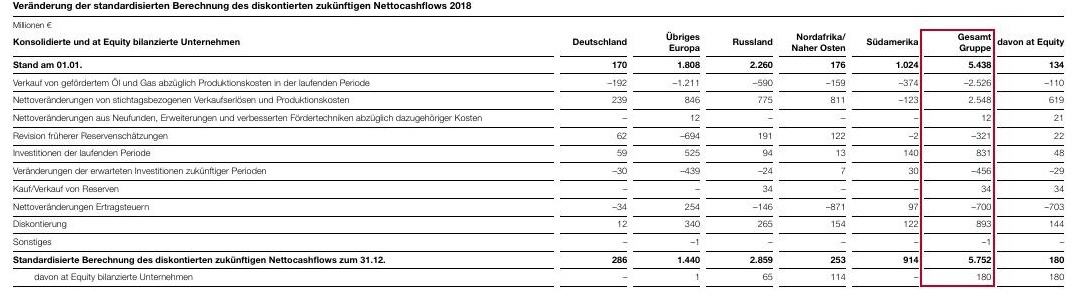 Veränderung der standardisierten Berechnung des diskontierten zukünftigen Nettocashflows 2018
Millionen €
Konsolidierte und at Equity bilanzierte Unternehmen Deutschland Übriges Europa Russland Nordafrika/ Naher Osten Südamerika Gesamt Gruppe davon at Equity
Stand am 01.01. 170 1.808 2.260 176 1.024 5.438 134
Verkauf von gefördertem Öl und Gas abzüglich Produktionskosten in der laufenden Periode –192 –1.211 –590 –159 –374 –2.526 –110
Nettoveränderungen von stichtagsbezogenen Verkaufserlösen und Produktionskosten 239 846 775 811 –123 2.548 619
Nettoveränderungen aus Neufunden, Erweiterungen und verbesserten Fördertechniken abzüglich dazugehöriger Kosten – 12 – – – 12 21
Revision früherer Reservenschätzungen 62 –694 191 122 –2 –321 22
Investitionen der laufenden Periode 59 525 94 13 140 831 48
Veränderungen der erwarteten Investitionen zukünftiger Perioden –30 –439 –24 7 30 –456 –29
Kauf/Verkauf von Reserven – – 34 – – 34 34
Nettoveränderungen Ertragsteuern –34 254 –146 –871 97 –700 –703
Diskontierung 12 340 265 154 122 893 144
Sonstiges – –1 – – – –1 –
Standardisierte Berechnung des diskontierten zukünftigen Nettocashflows zum 31.12. 286 1.440 2.859 253 914 5.752 180
davon at Equity bilanzierte Unternehmen – 1 65 114 – 180 180